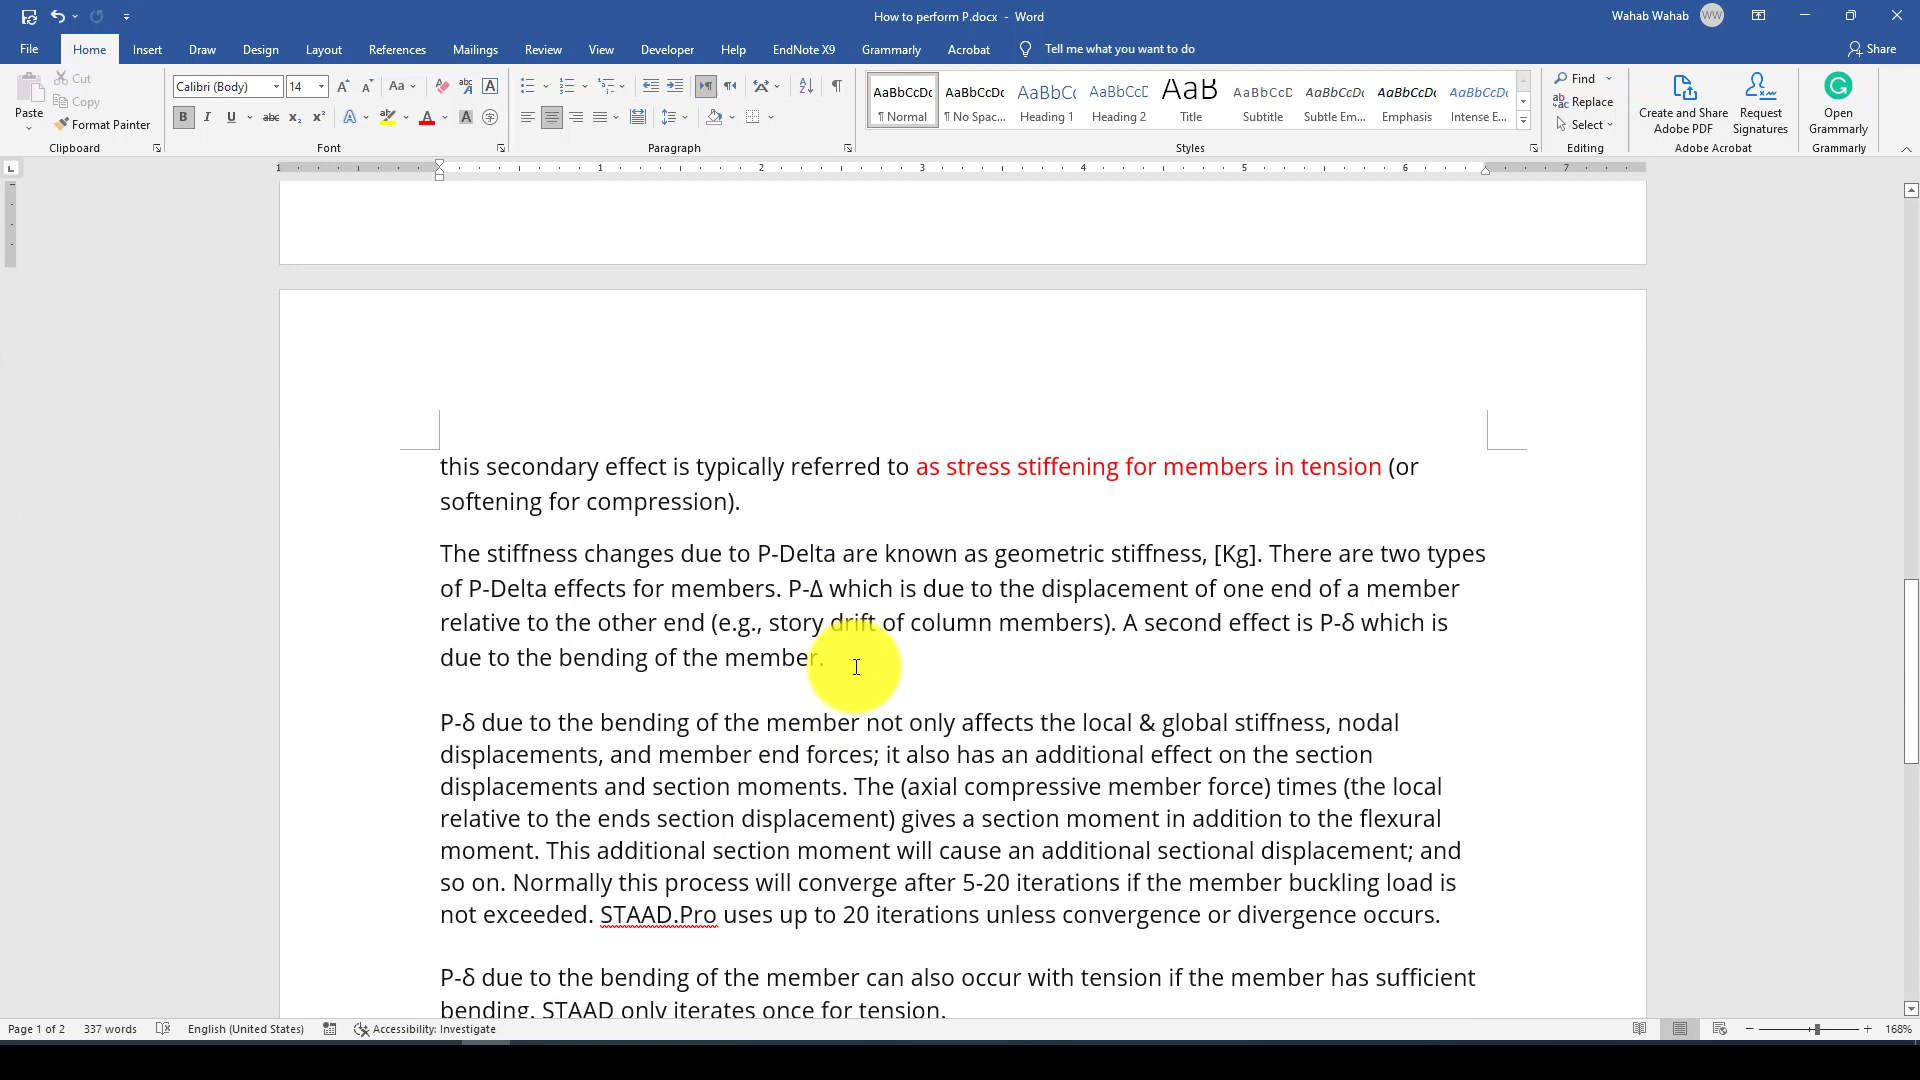 How to perform P.docx - Word
Wahab Wahab
WW
File Home Insert Draw Design Layout References Mailings Review View Developer Help EndNote X9 Grammarly Acrobat Tell me what you want to do Share
Paste
Cut
Copy
Format Painter
Clipboard
Calibri (Body) 14
Font
Paragraph
AaBbCcDc AaBbCcDc AaBbCc AaBbCcD AaB AaBbCcD AaBbCcDc AaBbCcDc AaBbCcDc
¶ Normal ¶ No Spac... Heading 1 Heading 2 Title Subtitle Subtle Em... Emphasis Intense E...
Styles
Find
Replace
Select
Editing
Create and Share
Adobe PDF
Request
Signatures
Adobe Acrobat
Open
Grammarly
Grammarly
1 1 2 3 4 5 6 7
this secondary effect is typically referred to as stress stiffening for members in tension (or
softening for compression).
The stiffness changes due to P-Delta are known as geometric stiffness, [Kg]. There are two types
of P-Delta effects for members. P-Δ which is due to the displacement of one end of a member
relative to the other end (e.g., story drift of column members). A second effect is P-δ which is
due to the bending of the member.
P-δ due to the bending of the member not only affects the local & global stiffness, nodal
displacements, and member end forces; it also has an additional effect on the section
displacements and section moments. The (axial compressive member force) times (the local
relative to the ends section displacement) gives a section moment in addition to the flexural
moment. This additional section moment will cause an additional sectional displacement; and
so on. Normally this process will converge after 5-20 iterations if the member buckling load is
not exceeded. STAAD.Pro uses up to 20 iterations unless convergence or divergence occurs.
P-δ due to the bending of the member can also occur with tension if the member has sufficient
bending. STAAD only iterates once for tension.
Page 1 of 2 337 words English (United States) Accessibility: Investigate 168%